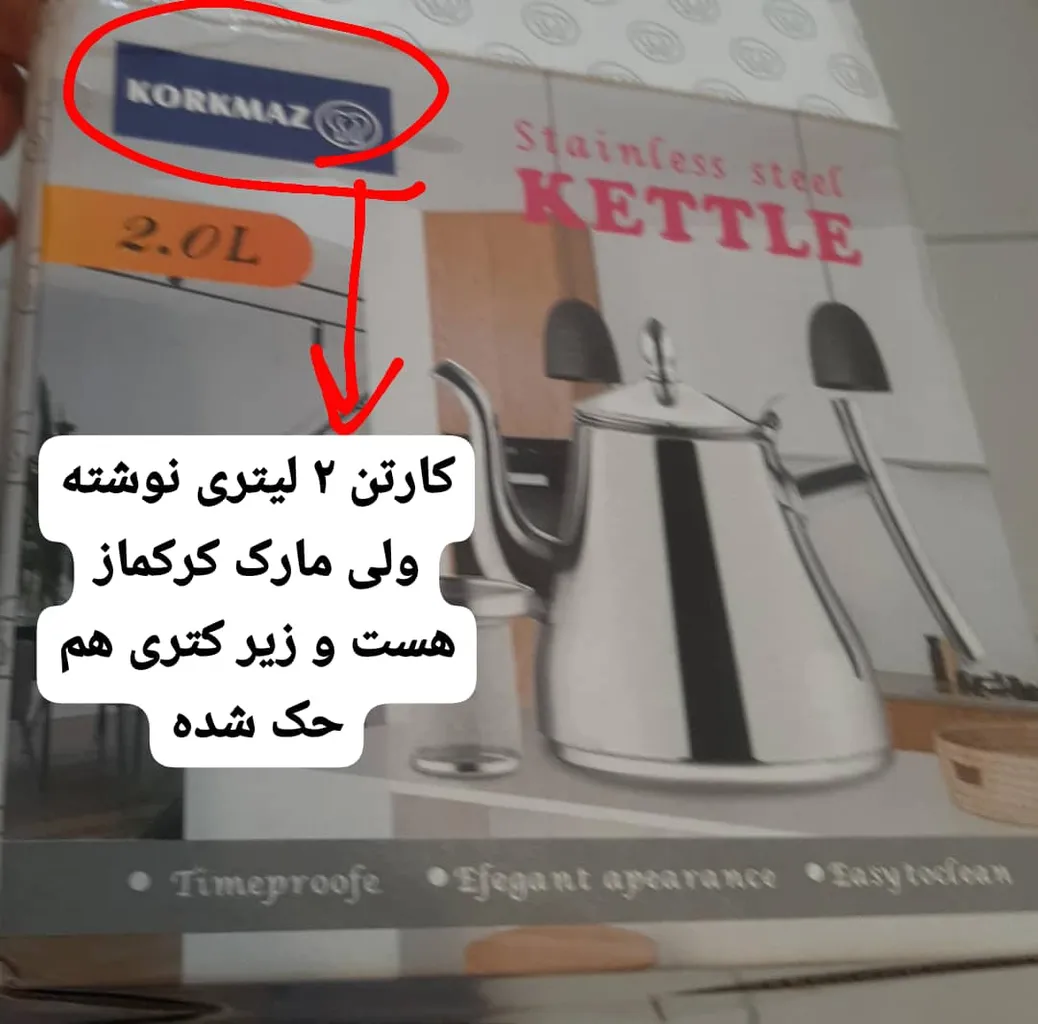 KORKMAZ
Stainless steel
KETTLE
2.0L
کارتن ۲ لیتری نوشته
ولی مارک کرکماز
هست و زیر کتری هم
حک شده
• Timeproofe • Efegant apearance • Easytoclean